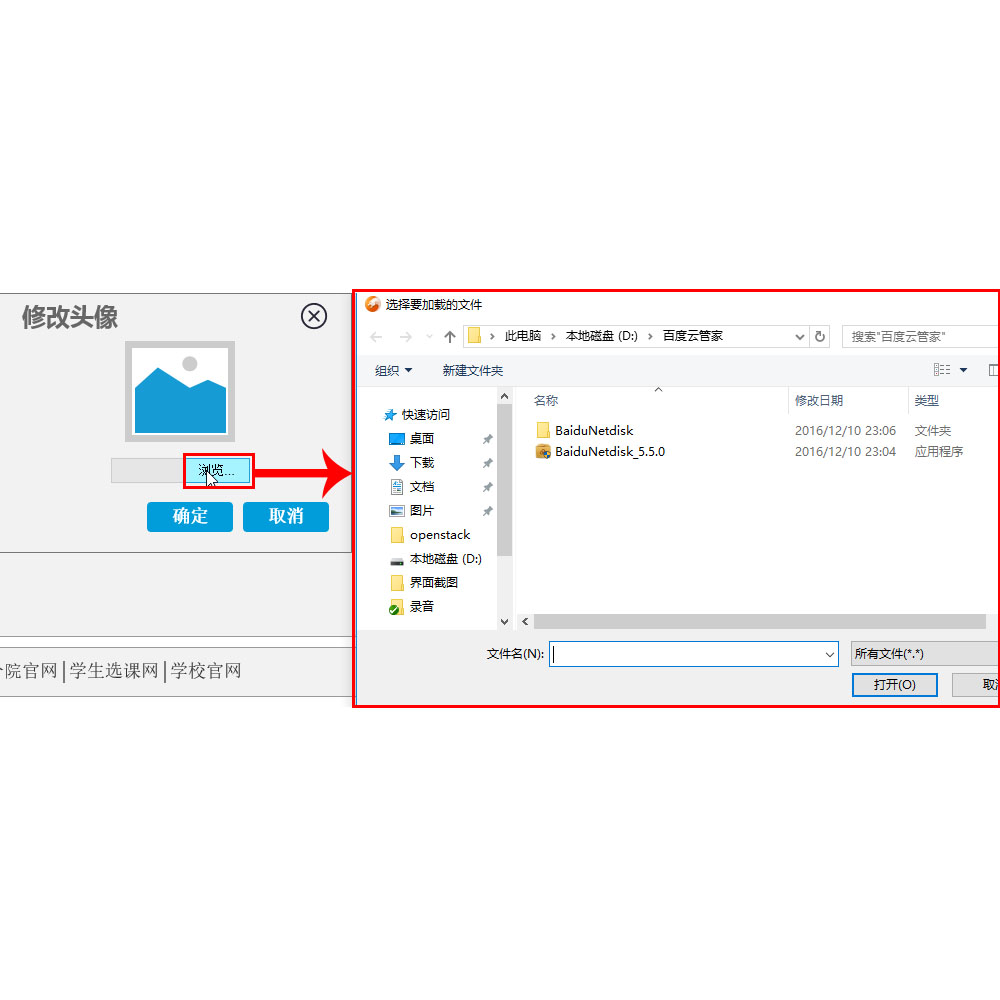 修改头像
浏览...
确定 取消
院官网|学生选课网|学校官网
选择要加载的文件
此电脑 › 本地磁盘 (D:) › 百度云管家
搜索"百度云管家"
组织 新建文件夹
名称 修改日期 类型
快速访问
桌面
下载
文档
图片
openstack
本地磁盘 (D:)
界面截图
录音
BaiduNetdisk 2016/12/10 23:06 文件夹
BaiduNetdisk_5.5.0 2016/12/10 23:04 应用程序
文件名(N): 所有文件(*.*)
打开(O) 取